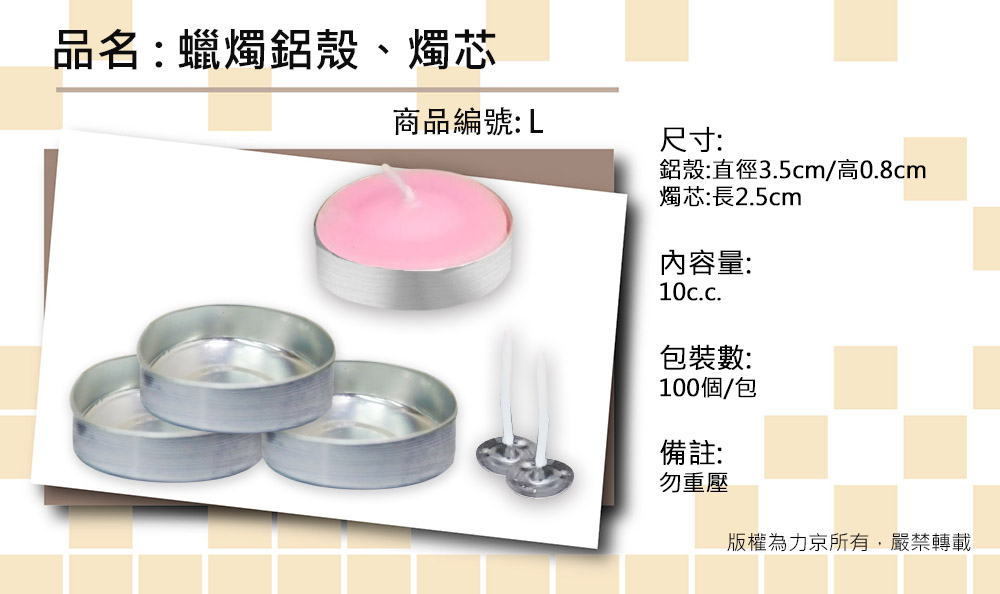 品名:蠟燭鋁殼、燭芯
商品編號:L
尺寸:
鋁殼:直徑3.5cm/高0.8cm
燭芯:長2.5cm
內容量:
10c.c.
包裝數:
100個/包
備註:
勿重壓
版權為力京所有，嚴禁轉載